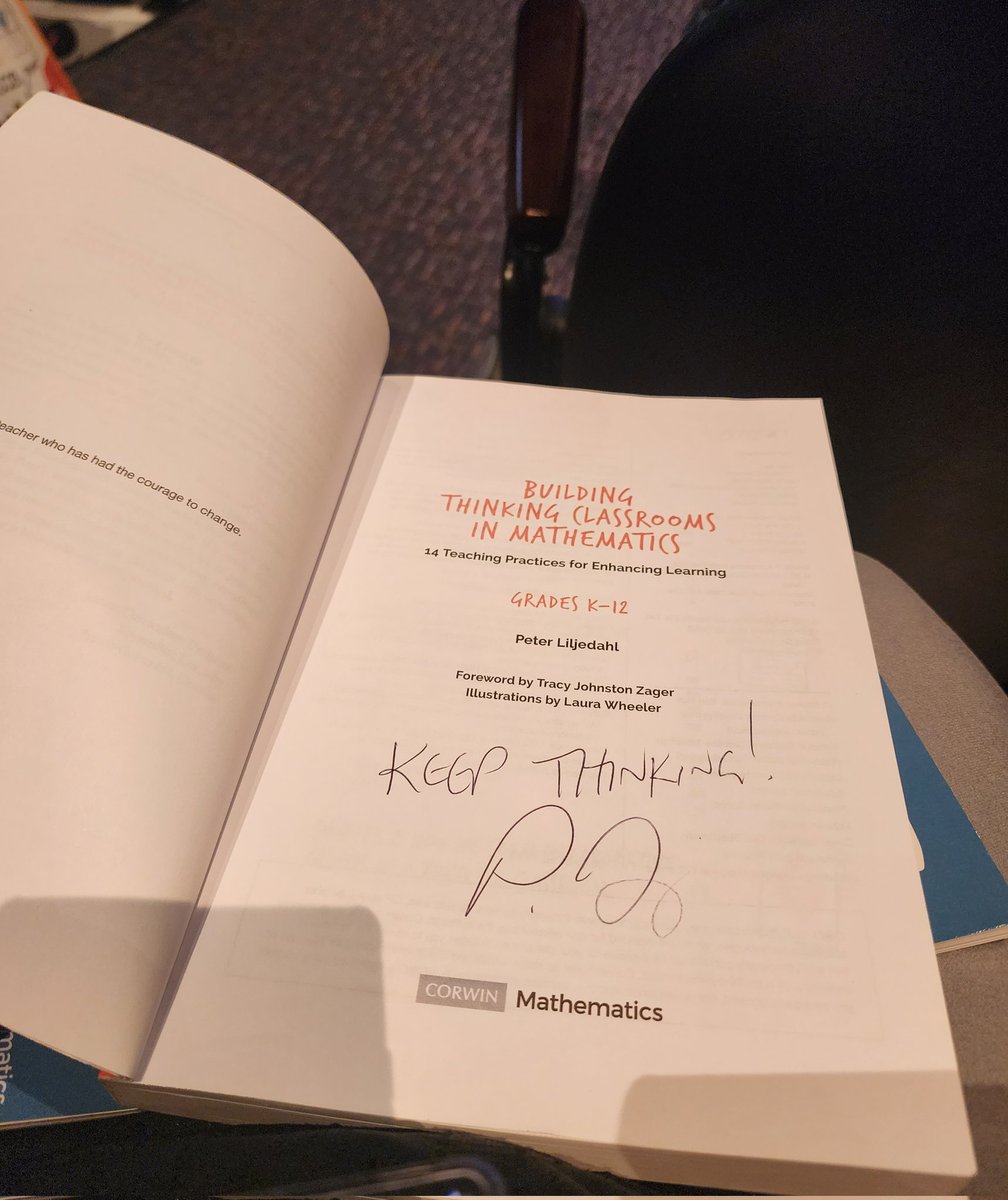 eacher who has had the courage to change.
BUILDING
THINKING CLASSROOMS
IN MATHEMATICS
14 Teaching Practices for Enhancing Learning
GRADES K–12
Peter Liljedahl
Foreword by Tracy Johnston Zager
Illustrations by Laura Wheeler
KEEP THINKING!
CORWIN Mathematics
matics